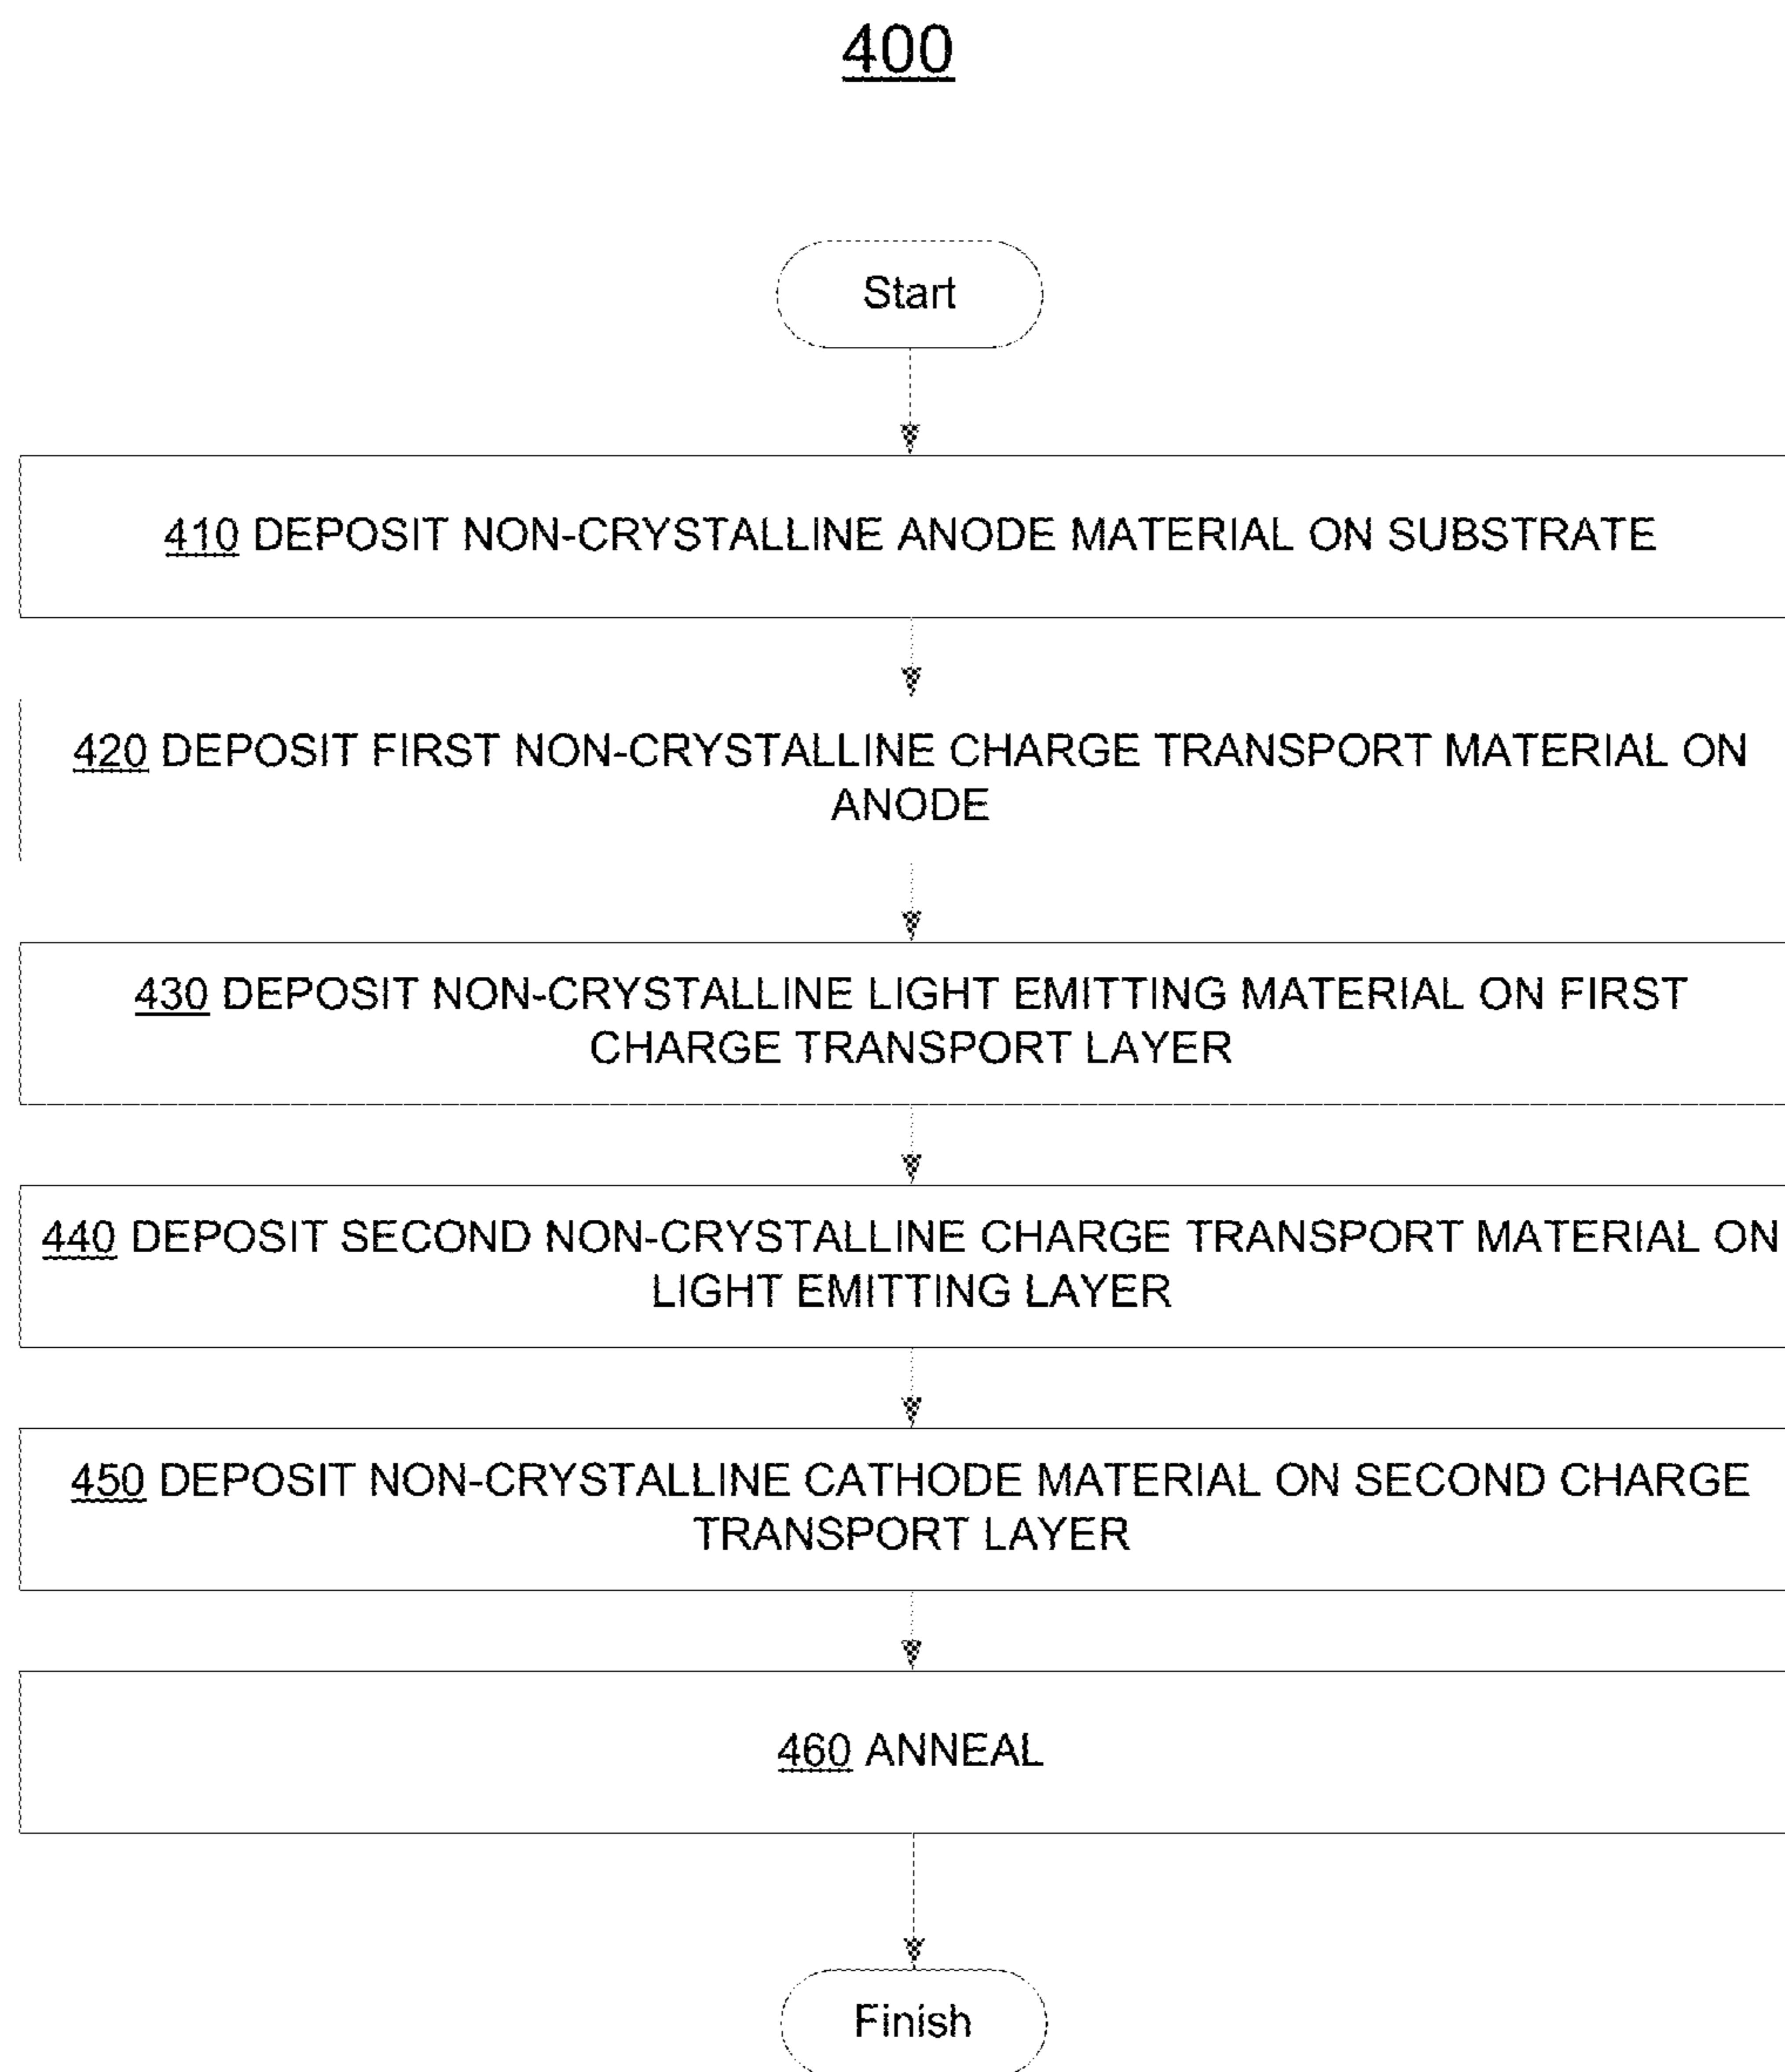 400
Start
410 DEPOSIT NON-CRYSTALLINE ANODE MATERIAL ON SUBSTRATE
420 DEPOSIT FIRST NON-CRYSTALLINE CHARGE TRANSPORT MATERIAL ON
ANODE
430 DEPOSIT NON-CRYSTALLINE LIGHT EMITTING MATERIAL ON FIRST
CHARGE TRANSPORT LAYER
440 DEPOSIT SECOND NON-CRYSTALLINE CHARGE TRANSPORT MATERIAL ON
LIGHT EMITTING LAYER
450 DEPOSIT NON-CRYSTALLINE CATHODE MATERIAL ON SECOND CHARGE
TRANSPORT LAYER
460 ANNEAL
Finish